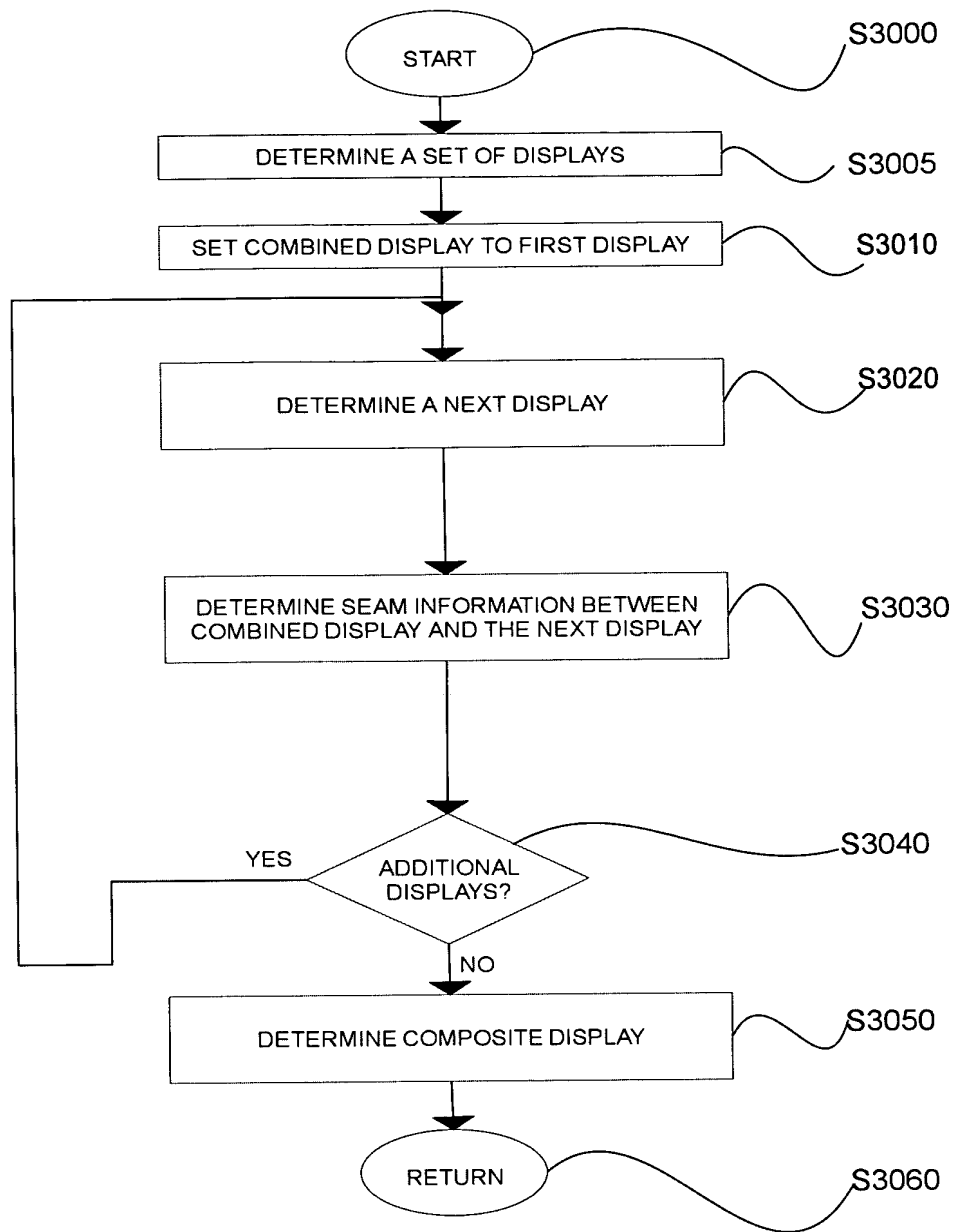 START
S3000
DETERMINE A SET OF DISPLAYS
S3005
SET COMBINED DISPLAY TO FIRST DISPLAY
S3010
DETERMINE A NEXT DISPLAY
S3020
DETERMINE SEAM INFORMATION BETWEEN
COMBINED DISPLAY AND THE NEXT DISPLAY
S3030
ADDITIONAL
DISPLAYS?
S3040
YES
NO
DETERMINE COMPOSITE DISPLAY
S3050
RETURN
S3060